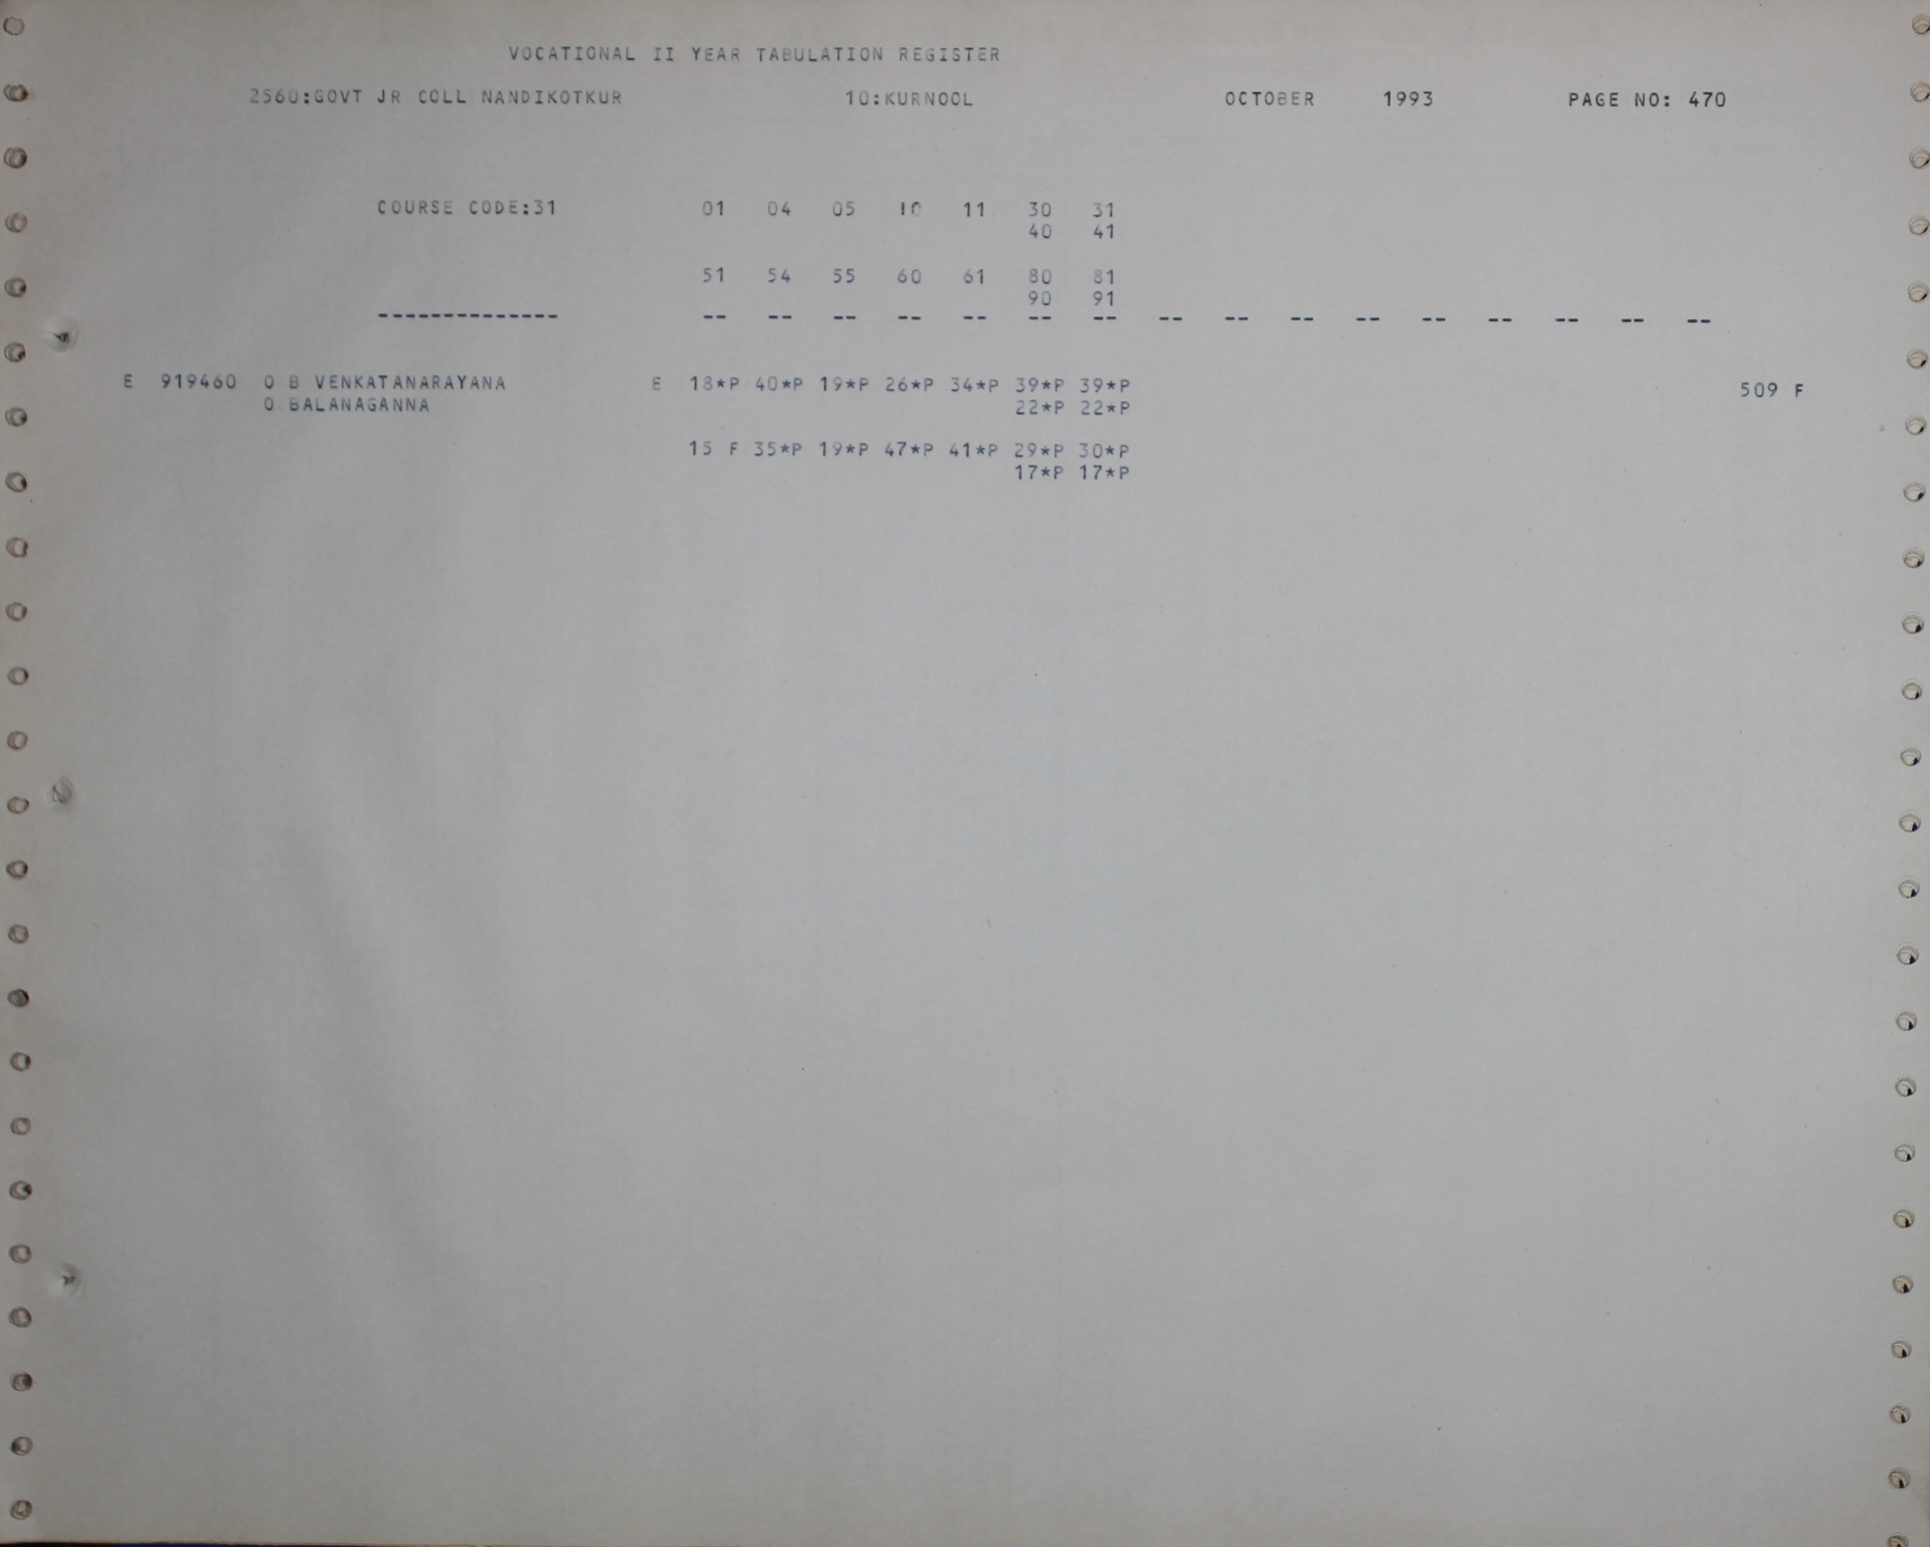 VOCATIONAL II YEAR TABULATION REGISTER
2560:GOVT JR COLL NANDIKOTKUR 10:KURNOOL OCTOBER 1993 PAGE NO: 470
COURSE CODE:31 01 04 05 10 11 30 31
40 41
51 54 55 60 61 80 81
90 91
-------------- -- -- -- -- -- -- -- -- -- -- -- -- -- -- -- --
E 919460 O B VENKATANARAYANA E 18*P 40*P 19*P 26*P 34*P 39*P 39*P 509 F
O BALANAGANNA 22*P 22*P
15 F 35*P 19*P 47*P 41*P 29*P 30*P
17*P 17*P